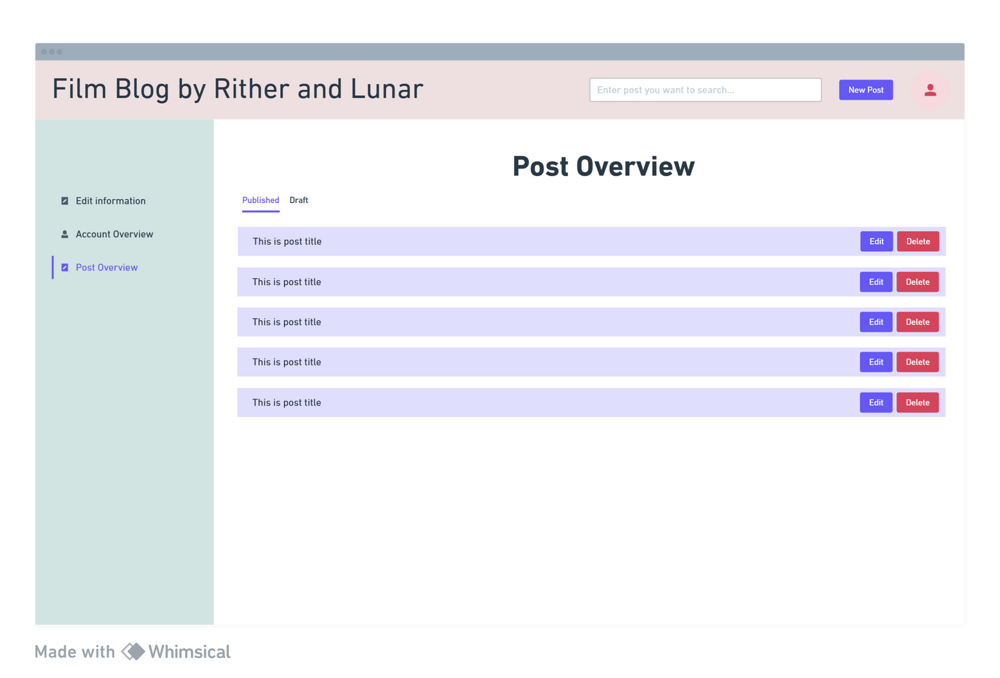 Film Blog by Rither and Lunar
Enter post you want to search...
New Post
Edit information
Account Overview
Post Overview
Post Overview
Published Draft
This is post title Edit Delete
This is post title Edit Delete
This is post title Edit Delete
This is post title Edit Delete
This is post title Edit Delete
Made with Whimsical